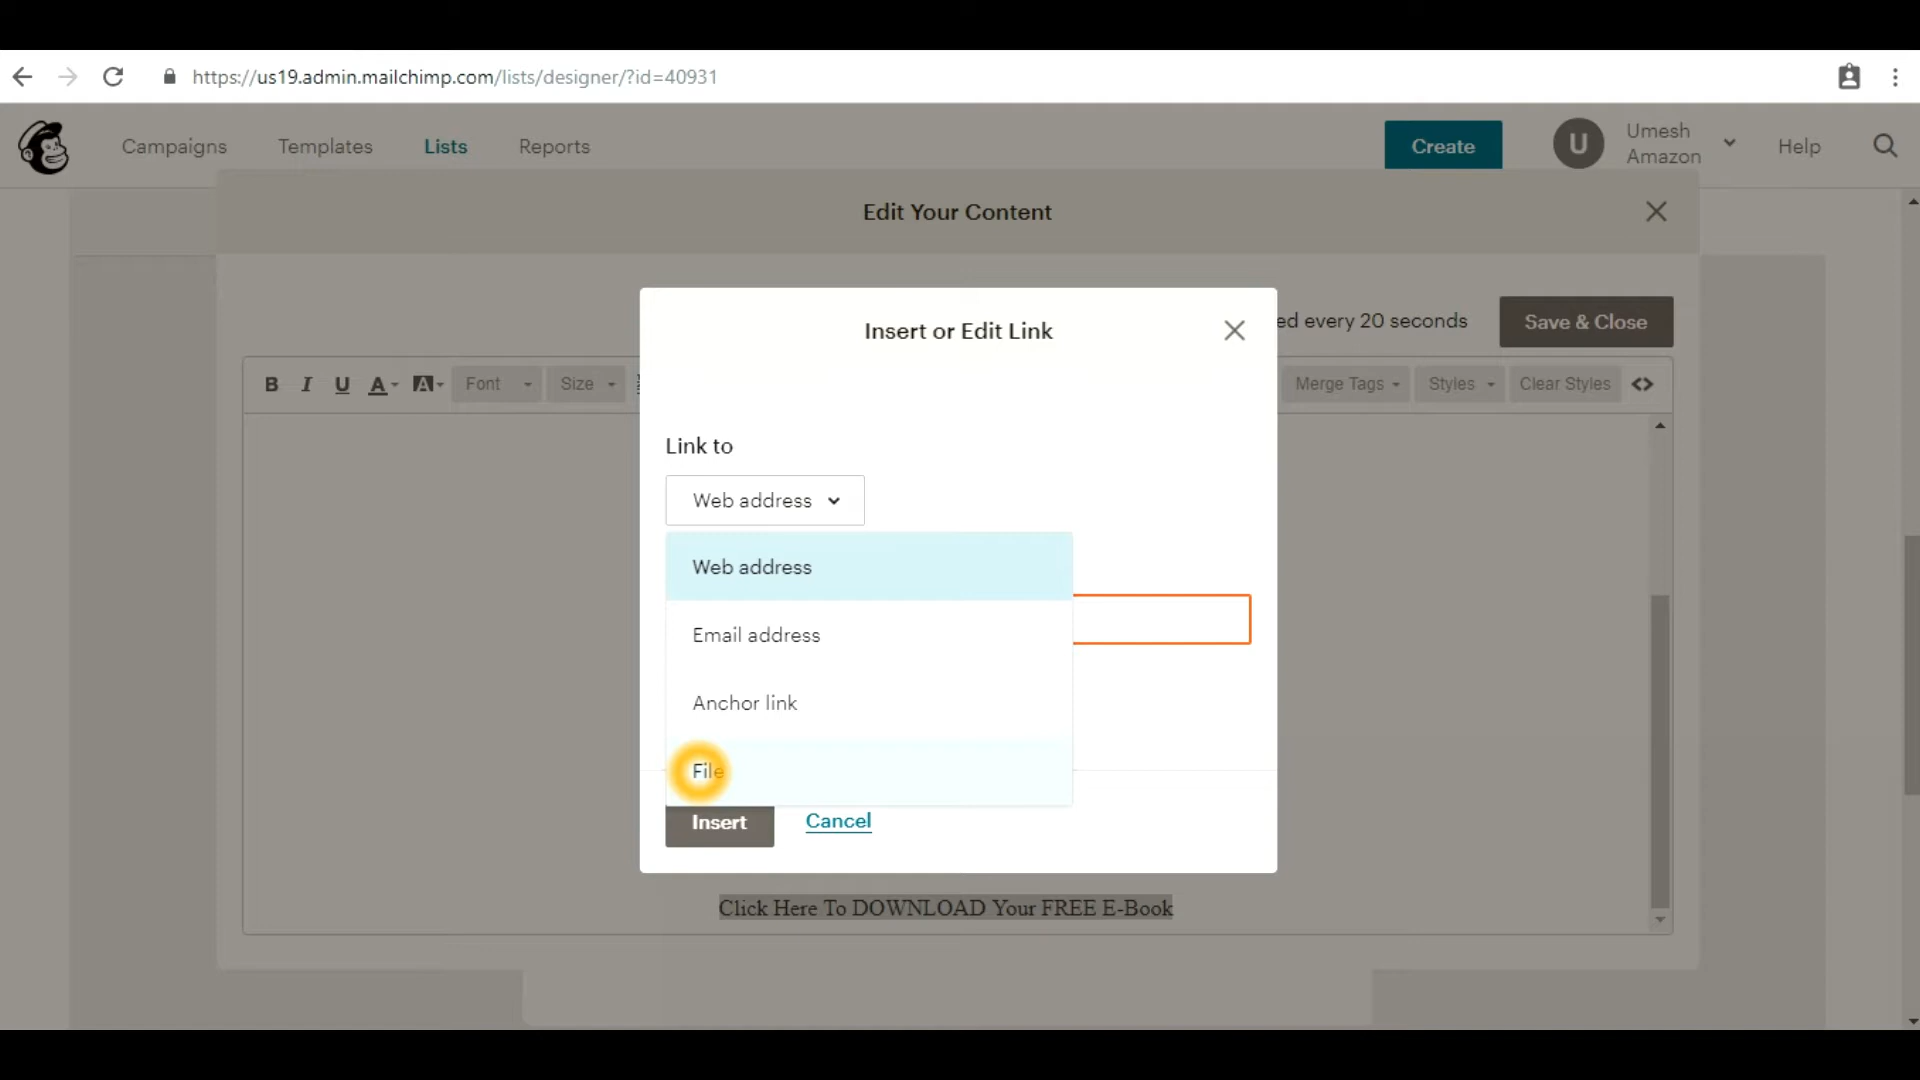 https://us19.admin.mailchimp.com/lists/designer/?id=40931
Campaigns Templates Lists Reports Create U Umesh Amazon Help
Edit Your Content
Insert or Edit Link
ed every 20 seconds Save & Close
B I U A A Font Size Merge Tags Styles Clear Styles <>
Link to
Web address
Web address
Email address
Anchor link
File
Insert Cancel
Click Here To DOWNLOAD Your FREE E-Book